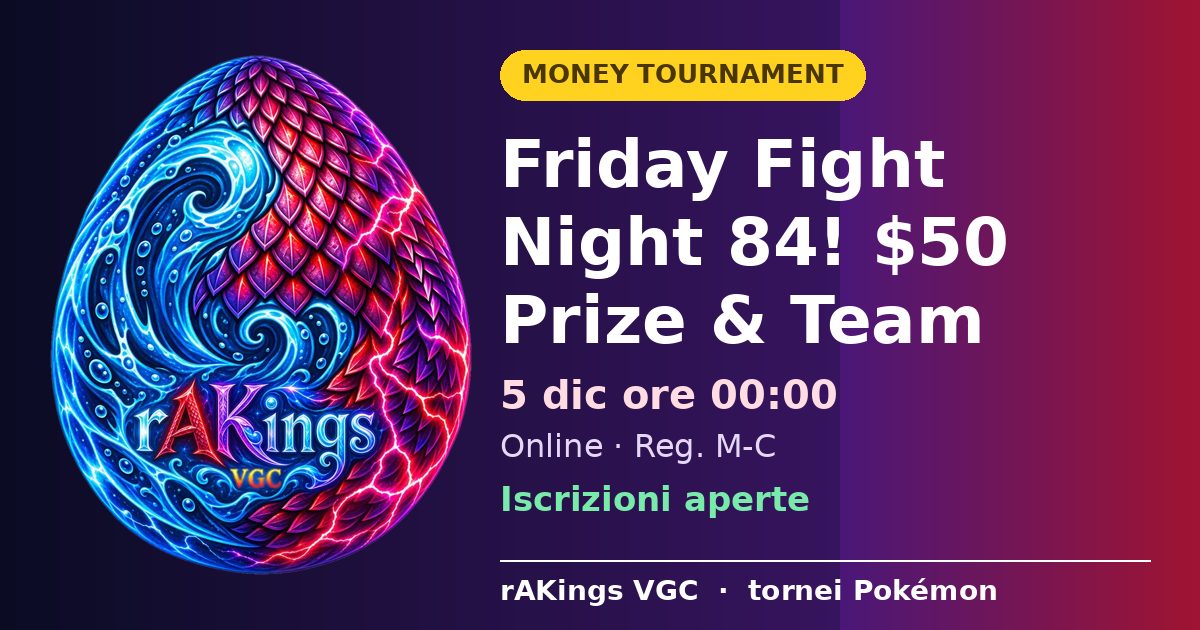 MONEY TOURNAMENT
Friday Fight
Night 84! $50
Prize & Team
5 dic ore 00:00
Online · Reg. M-C
Iscrizioni aperte
rAKings
VGC
rAKings VGC · tornei Pokémon